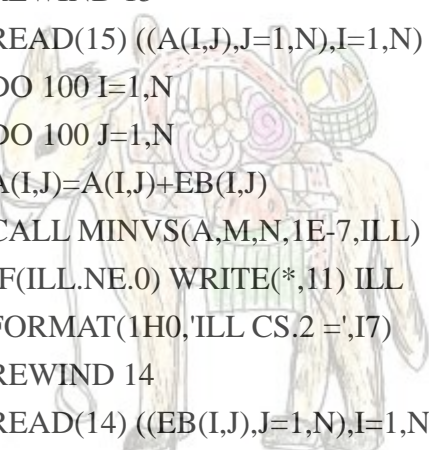 REWIND 15
READ(15) ((A(I,J),J=1,N),I=1,N)
DO 100 I=1,N
DO 100 J=1,N
A(I,J)=A(I,J)+EB(I,J)
CALL MINVS(A,M,N,1E-7,ILL)
IF(ILL.NE.0) WRITE(*,11) ILL
FORMAT(1H0,'ILL CS.2 =',I7)
REWIND 14
READ(14) ((EB(I,J),J=1,N),I=1,N